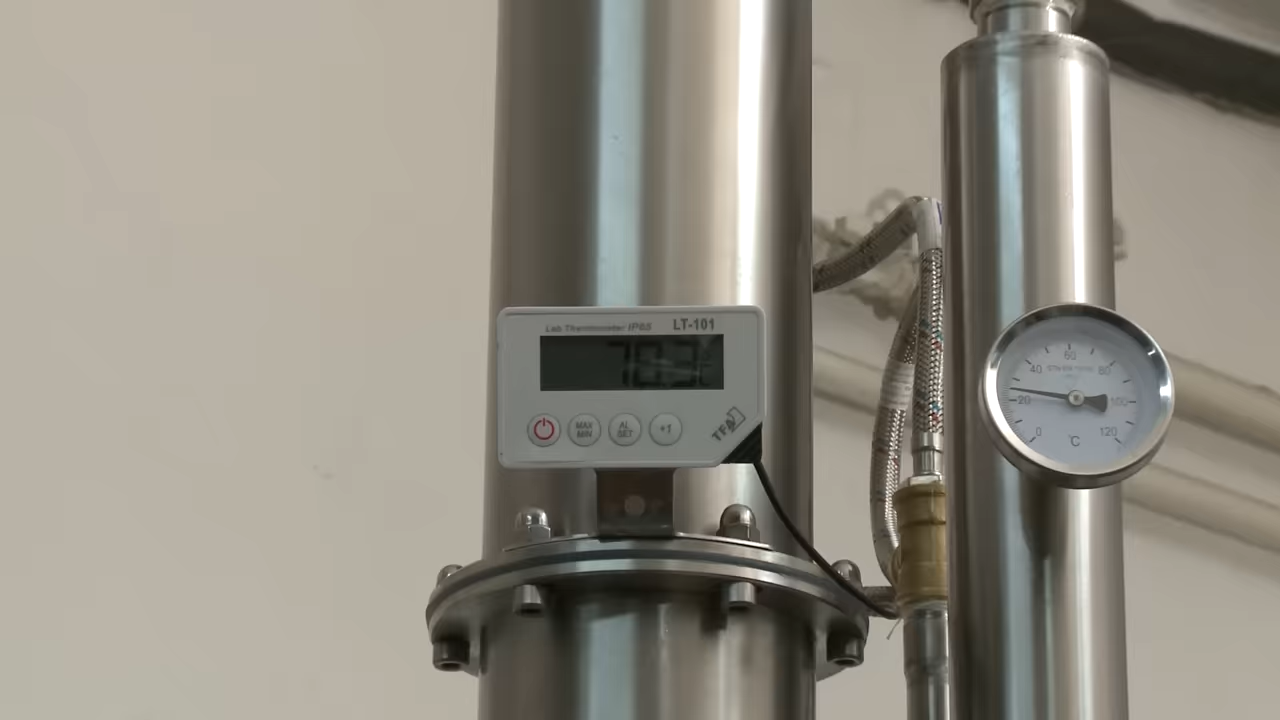 Lab Thermometer IP65 LT-101
78.3°C
MAX
MIN
AL
SET
+1
TFA
0
20
40
60
80
100
120
°C